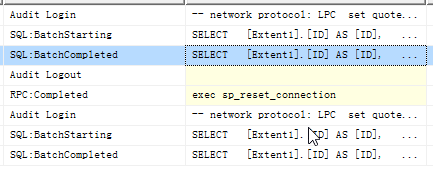 Audit Login -- network protocol: LPC set quote...
SQL:BatchStarting SELECT [Extent1].[ID] AS [ID], ...
SQL:BatchCompleted SELECT [Extent1].[ID] AS [ID], ...
Audit Logout
RPC:Completed exec sp_reset_connection
Audit Login -- network protocol: LPC set quote...
SQL:BatchStarting SELECT [Extent1].[ID] AS [ID], ...
SQL:BatchCompleted SELECT [Extent1].[ID] AS [ID], ...